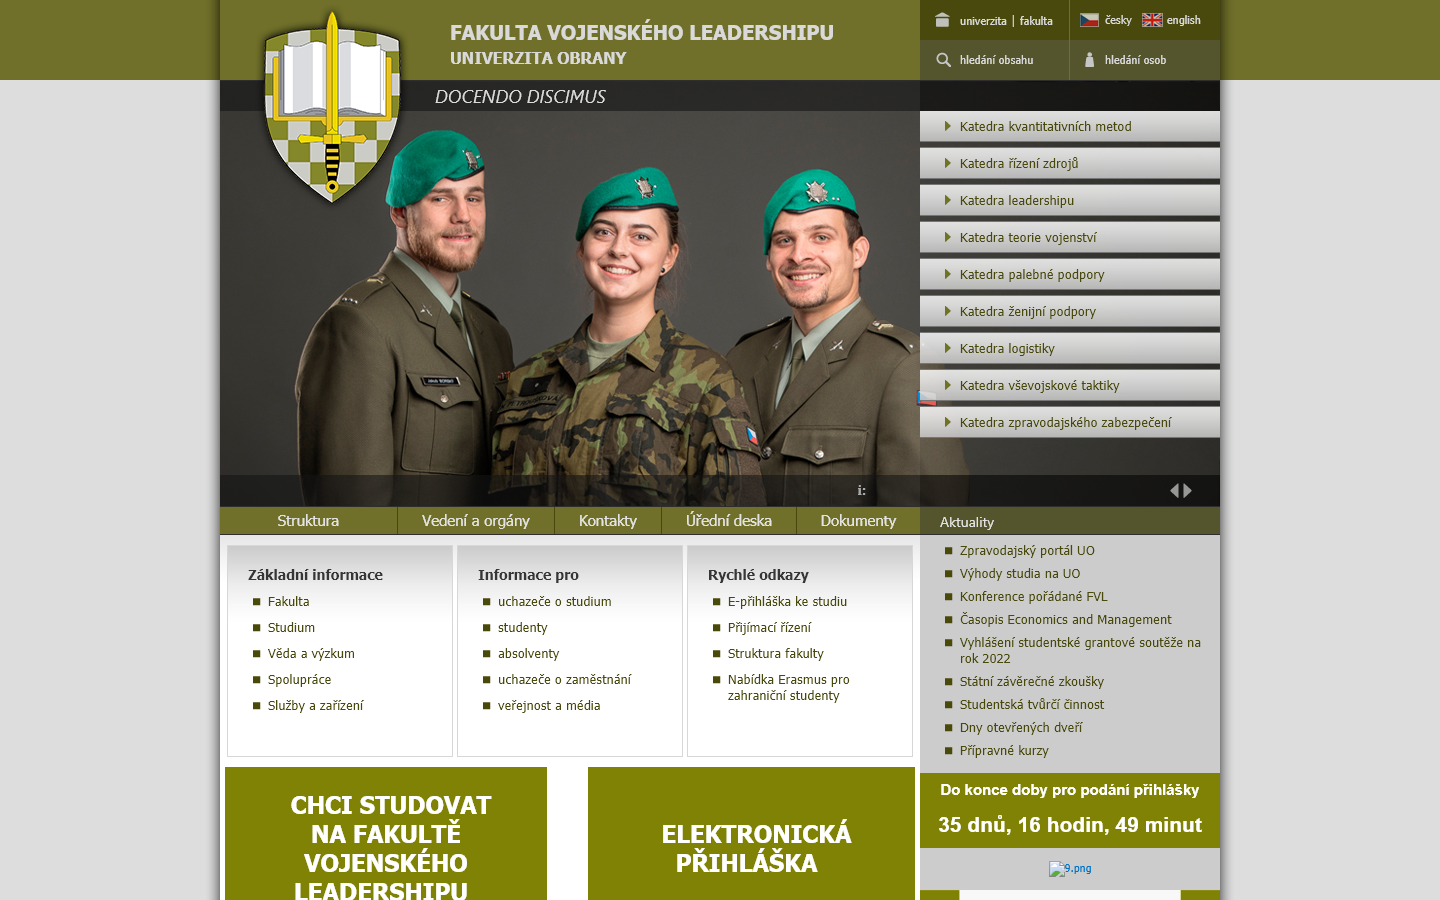 FAKULTA VOJENSKÉHO LEADERSHIPU
UNIVERZITA OBRANY
univerzita | fakulta
česky
english
hledání obsahu
hledání osob
DOCENDO DISCIMUS
Katedra kvantitativních metod
Katedra řízení zdrojů
Katedra leadershipu
Katedra teorie vojenství
Katedra palebné podpory
Katedra ženijní podpory
Katedra logistiky
Katedra vševojskové taktiky
Katedra zpravodajského zabezpečení
i:
Struktura
Vedení a orgány
Kontakty
Úřední deska
Dokumenty
Aktuality
Základní informace
Fakulta
Studium
Věda a výzkum
Spolupráce
Služby a zařízení
Informace pro
uchazeče o studium
studenty
absolventy
uchazeče o zaměstnání
veřejnost a média
Rychlé odkazy
E-přihláška ke studiu
Přijímací řízení
Struktura fakulty
Nabídka Erasmus pro
zahraniční studenty
Zpravodajský portál UO
Výhody studia na UO
Konference pořádané FVL
Časopis Economics and Management
Vyhlášení studentské grantové soutěže na
rok 2022
Státní závěrečné zkoušky
Studentská tvůrčí činnost
Dny otevřených dveří
Přípravné kurzy
CHCI STUDOVAT
NA FAKULTĚ
VOJENSKÉHO
LEADERSHIPU
ELEKTRONICKÁ
PŘIHLÁŠKA
Do konce doby pro podání přihlášky
35 dnů, 16 hodin, 49 minut
9.png